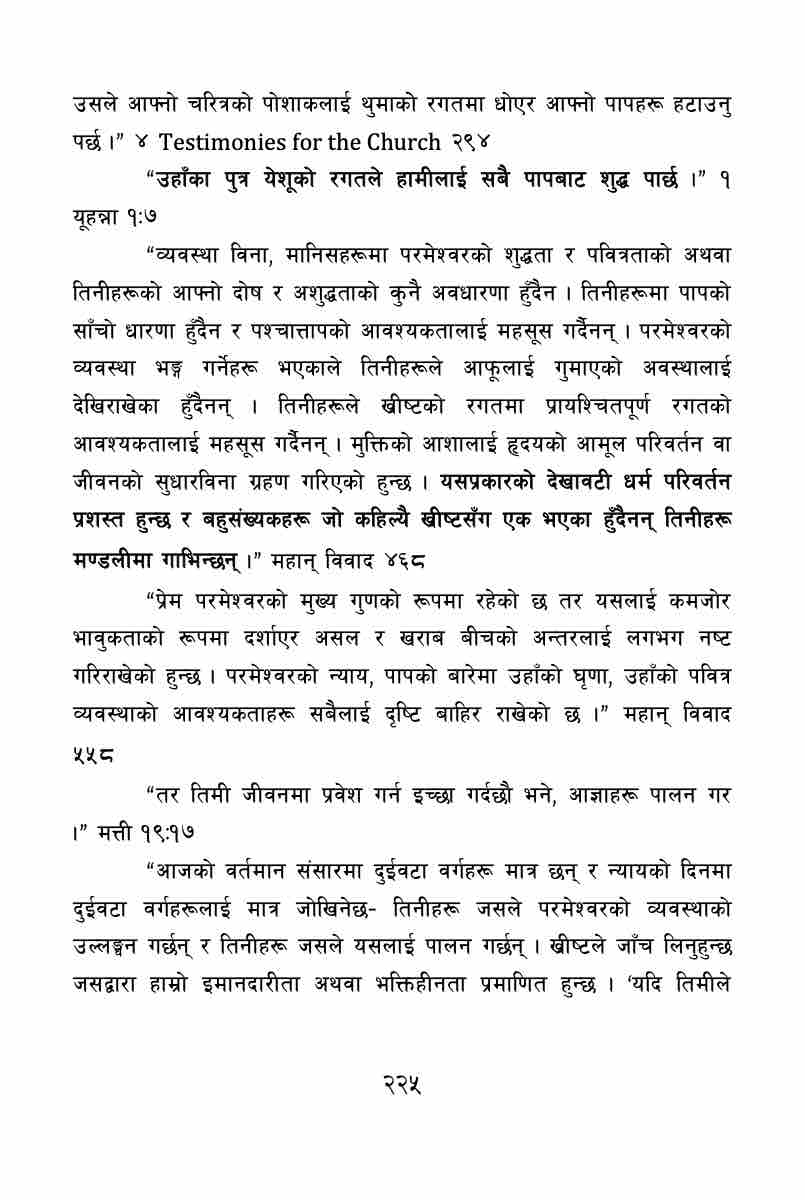 उसले आफ्नो चरित्रको पोशाकलाई थुमाको रगतमा धोएर आफ्नो पापहरू हटाउनु
पर्छ ।” ४ Testimonies for the Church २९४
“उहाँका पुत्र येशूको रगतले हामीलाई सबै पापबाट शुद्ध पार्छ ।” १
यूहन्ना १:७
“व्यवस्था विना, मानिसहरूमा परमेश्वरको शुद्धता र पवित्रताको अथवा
तिनीहरूको आफ्नो दोष र अशुद्धताको कुनै अवधारणा हुँदैन । तिनीहरूमा पापको
साँचो धारणा हुँदैन र पश्चात्तापको आवश्यकतालाई महसूस गर्दैनन् । परमेश्वरको
व्यवस्था भङ्ग गर्नेहरू भएकाले तिनीहरूले आफूलाई गुमाएको अवस्थालाई
देखिराखेका हुँदैनन् । तिनीहरूले ख्रीष्टको रगतमा प्रायश्चितपूर्ण रगतको
आवश्यकतालाई महसूस गर्दैनन् । मुक्तिको आशालाई हृदयको आमूल परिवर्तन वा
जीवनको सुधारविना ग्रहण गरिएको हुन्छ । यसप्रकारको देखावटी धर्म परिवर्तन
प्रशस्त हुन्छ र बहुसंख्यकहरू जो कहिल्यै ख्रीष्टसँग एक भएका हुँदैनन् तिनीहरू
मण्डलीमा गाभिन्छन् ।” महान् विवाद ४६८
“प्रेम परमेश्वरको मुख्य गुणको रूपमा रहेको छ तर यसलाई कमजोर
भावुकताको रूपमा दर्शाएर असल र खराब बीचको अन्तरलाई लगभग नष्ट
गरिराखेको हुन्छ । परमेश्वरको न्याय, पापको बारेमा उहाँको घृणा, उहाँको पवित्र
व्यवस्थाको आवश्यकताहरू सबैलाई दृष्टि बाहिर राखेको छ ।” महान् विवाद
५५८
“तर तिमी जीवनमा प्रवेश गर्न इच्छा गर्दछौ भने, आज्ञाहरू पालन गर
।” मत्ती १९:१७
“आजको वर्तमान संसारमा दुईवटा वर्गहरू मात्र छन् र न्यायको दिनमा
दुईवटा वर्गहरूलाई मात्र जोखिनेछ- तिनीहरू जसले परमेश्वरको व्यवस्थाको
उल्लङ्घन गर्छन् र तिनीहरू जसले यसलाई पालन गर्छन् । ख्रीष्टले जाँच लिनुहुन्छ
जसद्वारा हाम्रो इमानदारीता अथवा भक्तिहीनता प्रमाणित हुन्छ । ‘यदि तिमीले
२२५